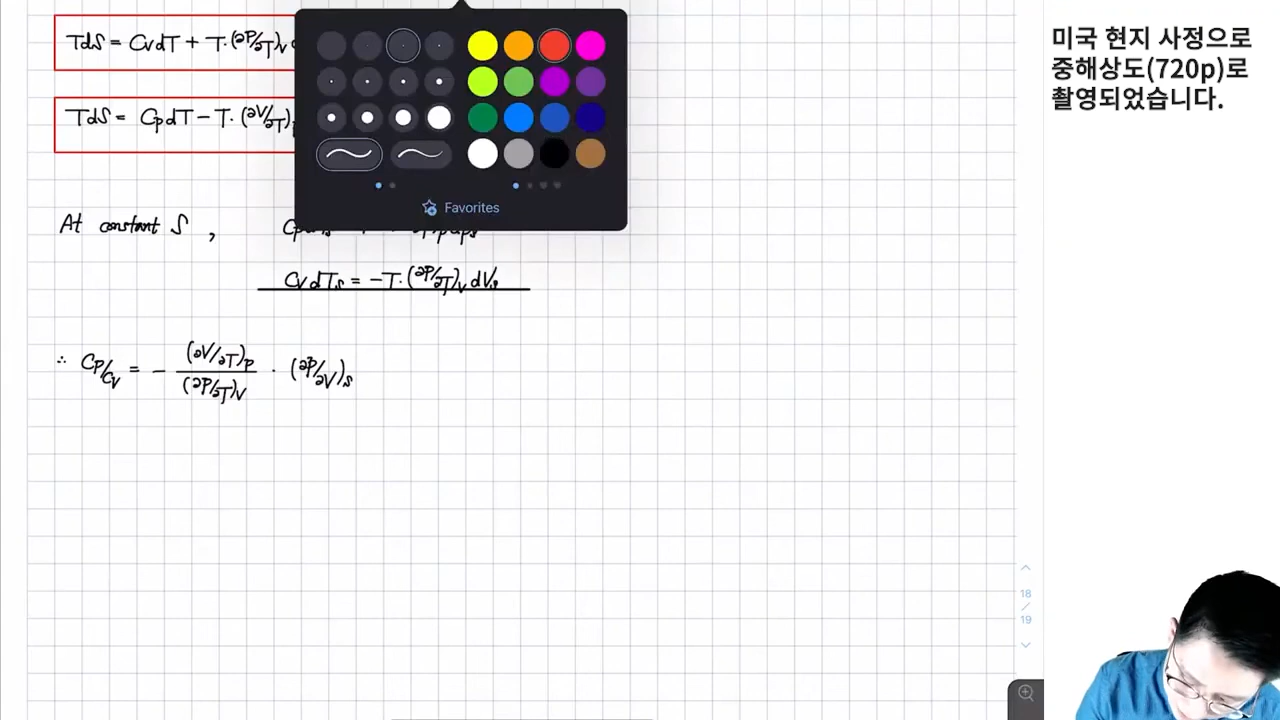 TdS = CvdT + T·(∂P/∂T)v
TdS = CpdT − T·(∂V/∂T)
Favorites
At constant S ,
CvdTs = −T·(∂P/∂T)v dVs
∴ Cp/Cv = − (∂V/∂T)p / (∂P/∂T)v · (∂P/∂V)s
18
/
19
미국 현지 사정으로
중해상도(720p)로
촬영되었습니다.